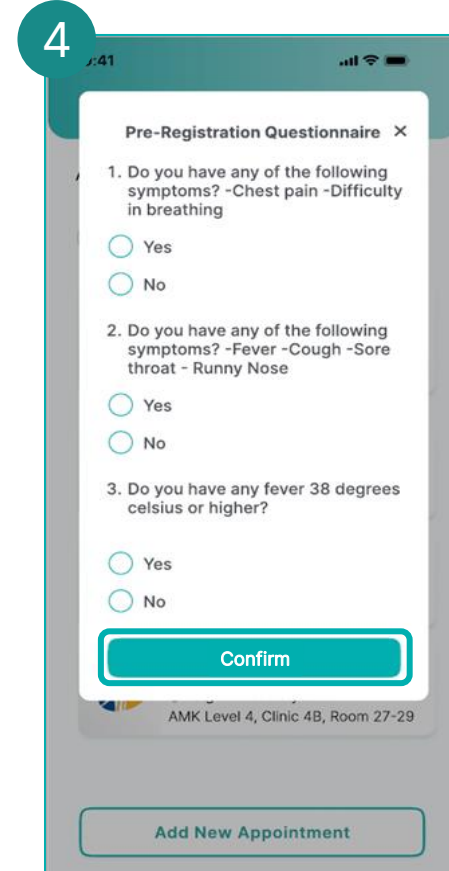 4
:41
Pre-Registration Questionnaire ×
1. Do you have any of the following
symptoms? -Chest pain -Difficulty
in breathing
Yes
No
2. Do you have any of the following
symptoms? -Fever -Cough -Sore
throat - Runny Nose
Yes
No
3. Do you have any fever 38 degrees
celsius or higher?
Yes
No
Confirm
AMK Level 4, Clinic 4B, Room 27-29
Add New Appointment